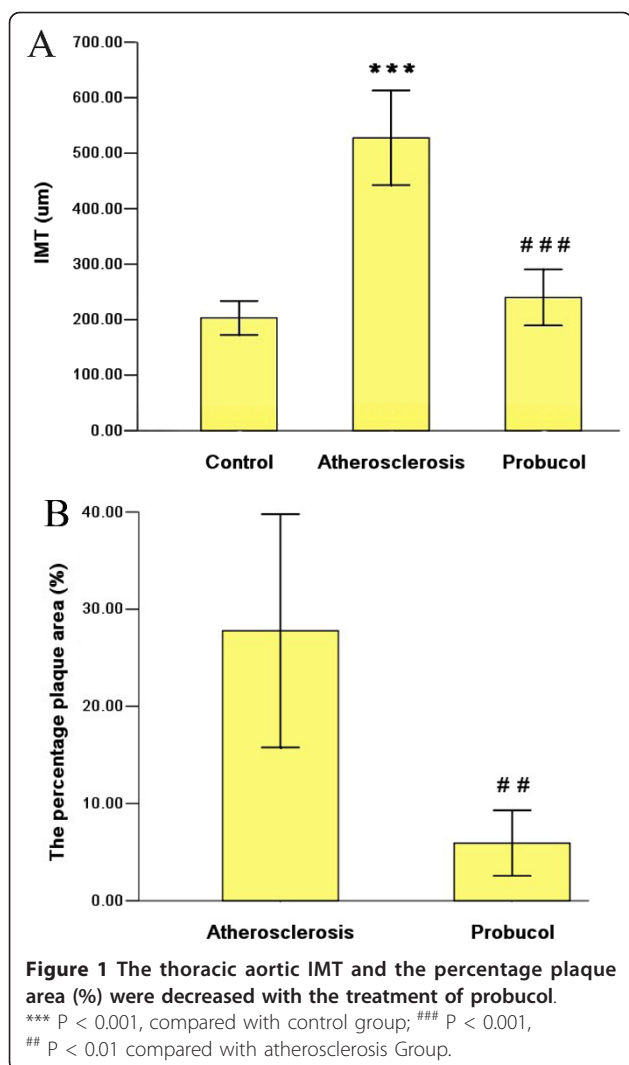 A
700.00
600.00
500.00
400.00
300.00
200.00
100.00
0.00
IMT (um)
***
# # #
Control Atherosclerosis Probucol
B
40.00
30.00
20.00
10.00
0.00
The percentage plaque area (%)
# #
Atherosclerosis Probucol
Figure 1 The thoracic aortic IMT and the percentage plaque
area (%) were decreased with the treatment of probucol.
*** P < 0.001, compared with control group; ### P < 0.001,
## P < 0.01 compared with atherosclerosis Group.